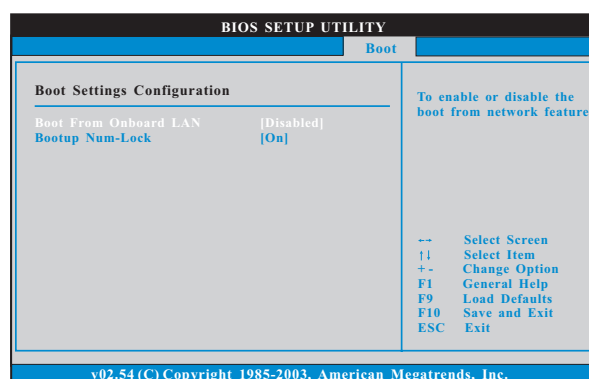 BIOS SETUP UTILITY
Boot
Boot Settings Configuration
Boot From Onboard LAN [Disabled]
Bootup Num-Lock [On]
To enable or disable the
boot from network feature
←→ Select Screen
↑↓ Select Item
+ - Change Option
F1 General Help
F9 Load Defaults
F10 Save and Exit
ESC Exit
v02.54 (C) Copyright 1985-2003, American Megatrends, Inc.